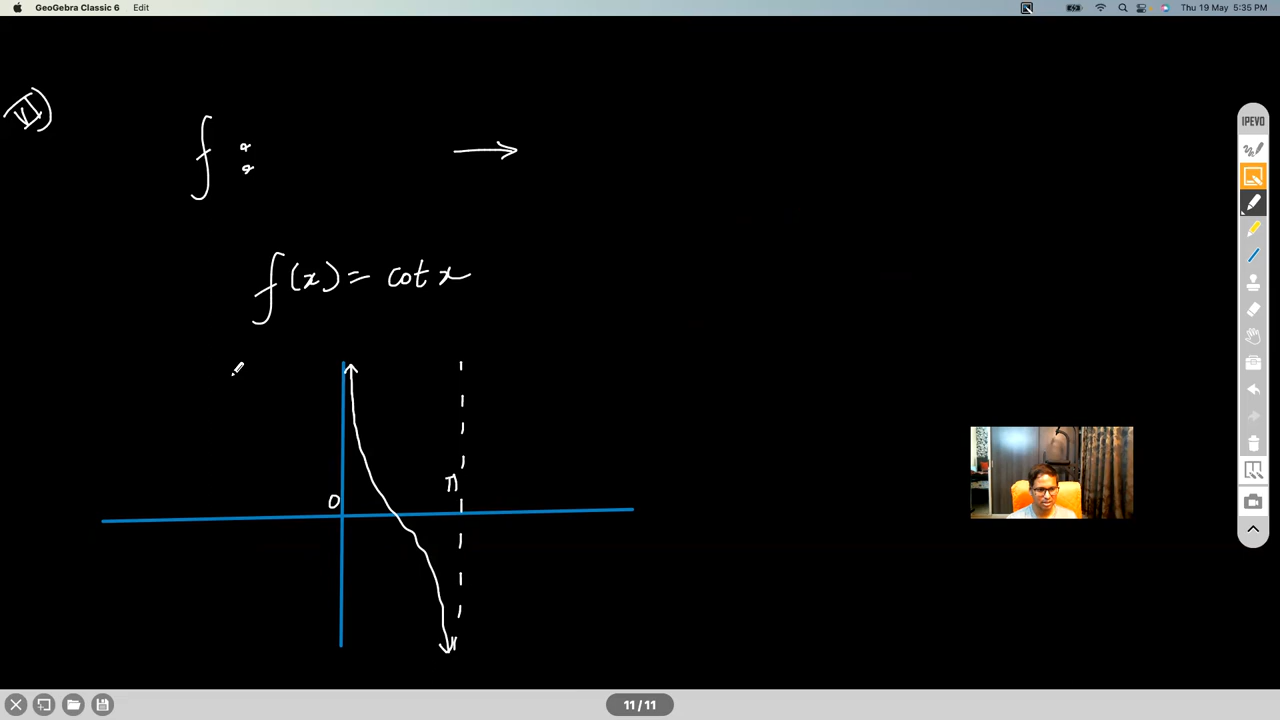 GeoGebra Classic 6 Edit Thu 19 May 5:35 PM
VI)
f : →
f(x) = cot x
π
0
IPEVO
11 / 11